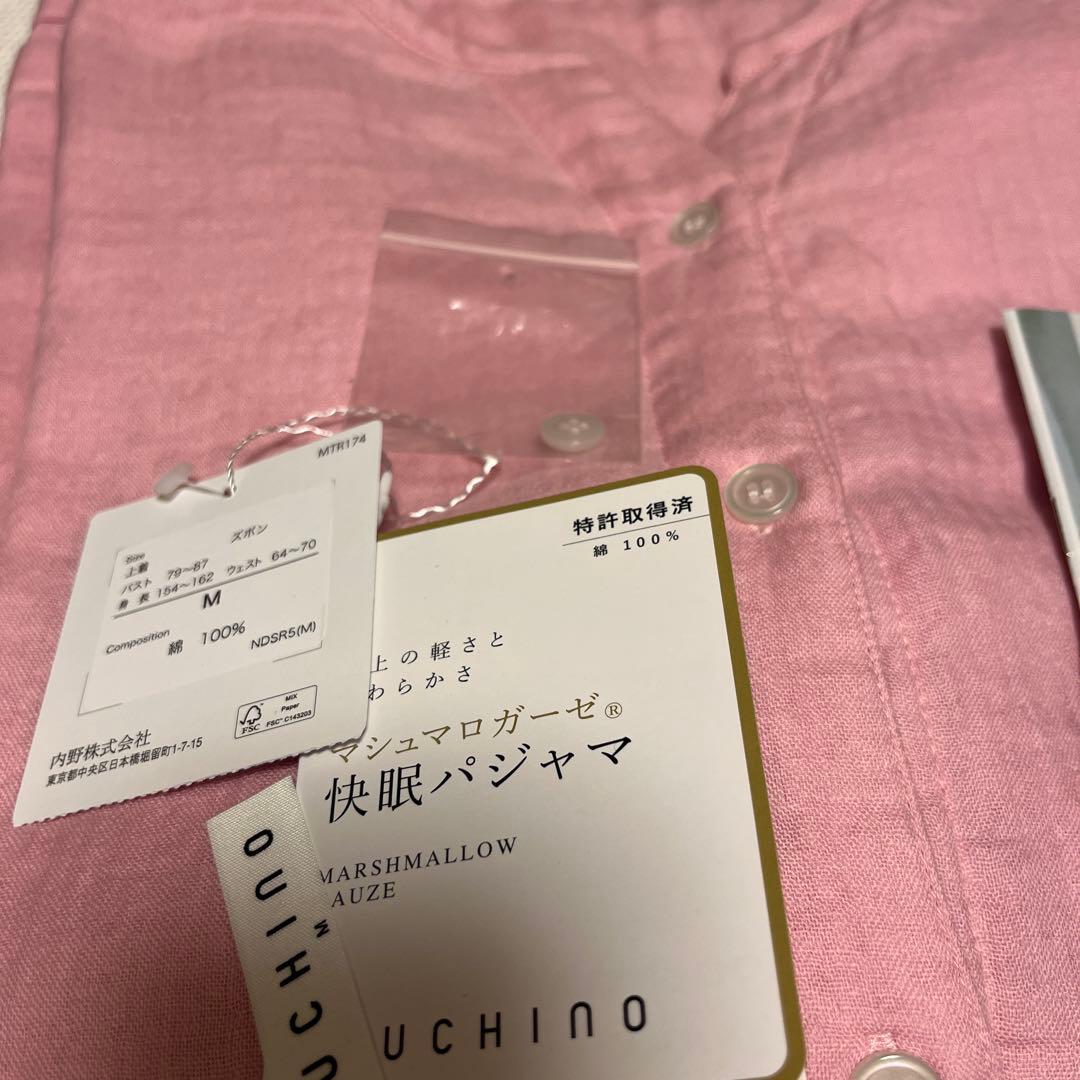 MTR174
Size
上着 ズボン
バスト 79~87 ウェスト 64~70
身長 154~162
M
Composition 綿 100%
NDSR5(M)
FSC
MIX
Paper
FSC™ C143203
内野株式会社
東京都中央区日本橋堀留町1-7-15
特許取得済
綿 100%
上の軽さと
わらかさ
マシュマロガーゼ®
快眠パジャマ
MARSHMALLOW
AUZE
UCHINO
UCHINO
M